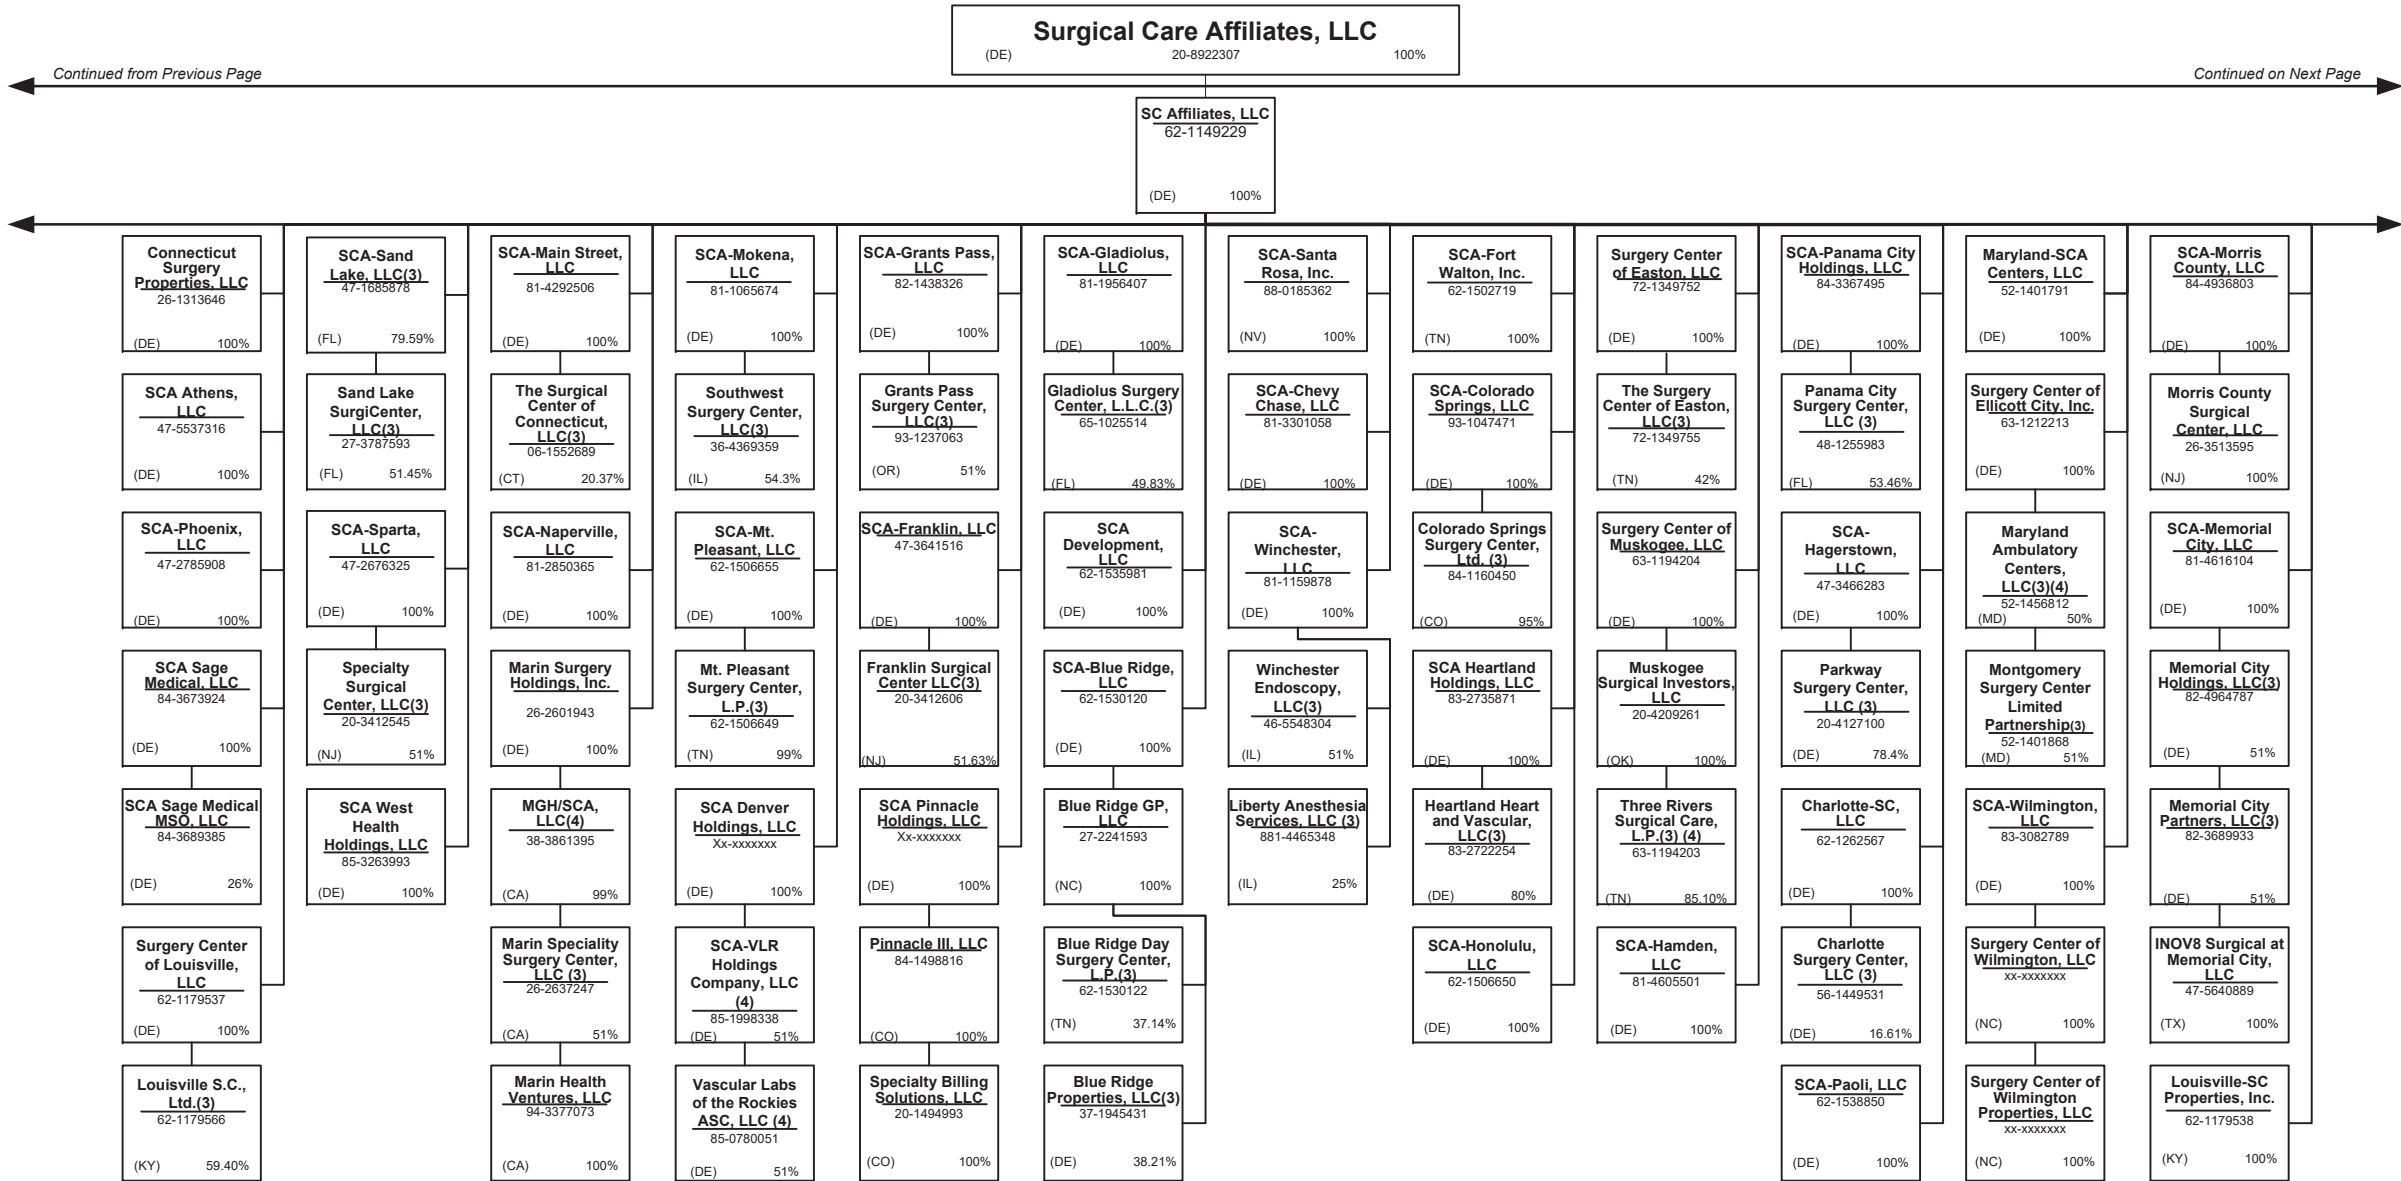 Surgical Care Affiliates, LLC
(DE) 20-8922307 100%
Continued from Previous Page
Continued on Next Page
SC Affiliates, LLC
62-1149229
(DE) 100%
Connecticut
Surgery
Properties, LLC
26-1313646
(DE) 100%
SCA Athens,
LLC
47-5537316
(DE) 100%
SCA-Phoenix,
LLC
47-2785908
(DE) 100%
SCA Sage
Medical, LLC
84-3673924
(DE) 100%
SCA Sage Medical
MSO, LLC
84-3689385
(DE) 26%
Surgery Center
of Louisville,
LLC
62-1179537
(DE) 100%
Louisville S.C.,
Ltd.(3)
62-1179566
(KY) 59.40%
SCA-Sand
Lake, LLC(3)
47-1685878
(FL) 79.59%
Sand Lake
SurgiCenter,
LLC(3)
27-3787593
(FL) 51.45%
SCA-Sparta,
LLC
47-2676325
(DE) 100%
Specialty
Surgical
Center, LLC(3)
20-3412545
(NJ) 51%
SCA West
Health
Holdings, LLC
85-3263993
(DE) 100%
SCA-Main Street,
LLC
81-4292506
(DE) 100%
The Surgical
Center of
Connecticut,
LLC(3)
06-1552689
(CT) 20.37%
SCA-Naperville,
LLC
81-2850365
(DE) 100%
Marin Surgery
Holdings, Inc.
26-2601943
(DE) 100%
MGH/SCA,
LLC(4)
38-3861395
(CA) 99%
Marin Speciality
Surgery Center,
LLC (3)
26-2637247
(CA) 51%
Marin Health
Ventures, LLC
94-3377073
(CA) 100%
SCA-Mokena,
LLC
81-1065674
(DE) 100%
Southwest
Surgery Center,
LLC(3)
36-4369359
(IL) 54.3%
SCA-Mt.
Pleasant, LLC
62-1506655
(DE) 100%
Mt. Pleasant
Surgery Center,
L.P.(3)
62-1506649
(TN) 99%
SCA Denver
Holdings, LLC
Xx-xxxxxxx
(DE) 100%
SCA-VLR
Holdings
Company, LLC
(4)
85-1998338
(DE) 51%
Vascular Labs
of the Rockies
ASC, LLC (4)
85-0780051
(DE) 51%
SCA-Grants Pass,
LLC
82-1438326
(DE) 100%
Grants Pass
Surgery Center,
LLC(3)
93-1237063
(OR) 51%
SCA-Franklin, LLC
47-3641516
(DE) 100%
Franklin Surgical
Center LLC(3)
20-3412606
(NJ) 51.63%
SCA Pinnacle
Holdings, LLC
Xx-xxxxxxx
(DE) 100%
Pinnacle III, LLC
84-1498816
(CO) 100%
Specialty Billing
Solutions, LLC
20-1494993
(CO) 100%
SCA-Gladiolus,
LLC
81-1956407
(DE) 100%
Gladiolus Surgery
Center, L.L.C.(3)
65-1025514
(FL) 49.83%
SCA
Development,
LLC
62-1535981
(DE) 100%
SCA-Blue Ridge,
LLC
62-1530120
(DE) 100%
Blue Ridge GP,
LLC
27-2241593
(NC) 100%
Blue Ridge Day
Surgery Center,
L.P.(3)
62-1530122
(TN) 37.14%
Blue Ridge
Properties, LLC(3)
37-1945431
(DE) 38.21%
SCA-Santa
Rosa, Inc.
88-0185362
(NV) 100%
SCA-Chevy
Chase, LLC
81-3301058
(DE) 100%
SCA-
Winchester,
LLC
81-1159878
(DE) 100%
Winchester
Endoscopy,
LLC(3)
46-5548304
(IL) 51%
Liberty Anesthesia
Services, LLC (3)
881-4465348
(IL) 25%
SCA-Fort
Walton, Inc.
62-1502719
(TN) 100%
SCA-Colorado
Springs, LLC
93-1047471
(DE) 100%
Colorado Springs
Surgery Center,
Ltd. (3)
84-1160450
(CO) 95%
SCA Heartland
Holdings, LLC
83-2735871
(DE) 100%
Heartland Heart
and Vascular,
LLC(3)
83-2722254
(DE) 80%
SCA-Honolulu,
LLC
62-1506650
(DE) 100%
Surgery Center
of Easton, LLC
72-1349752
(DE) 100%
The Surgery
Center of Easton,
LLC(3)
72-1349755
(TN) 42%
Surgery Center of
Muskogee, LLC
63-1194204
(DE) 100%
Muskogee
Surgical Investors,
LLC
20-4209261
(OK) 100%
Three Rivers
Surgical Care,
L.P.(3) (4)
63-1194203
(TN) 85.10%
SCA-Hamden,
LLC
81-4605501
(DE) 100%
SCA-Panama City
Holdings, LLC
84-3367495
(DE) 100%
Panama City
Surgery Center,
LLC (3)
48-1255983
(FL) 53.46%
SCA-
Hagerstown,
LLC
47-3466283
(DE) 100%
Parkway
Surgery Center,
LLC (3)
20-4127100
(DE) 78.4%
Charlotte-SC,
LLC
62-1262567
(DE) 100%
Charlotte
Surgery Center,
LLC (3)
56-1449531
(DE) 16.61%
SCA-Paoli, LLC
62-1538850
(DE) 100%
Maryland-SCA
Centers, LLC
52-1401791
(DE) 100%
Surgery Center of
Ellicott City, Inc.
63-1212213
(DE) 100%
Maryland
Ambulatory
Centers,
LLC(3)(4)
52-1456812
(MD) 50%
Montgomery
Surgery Center
Limited
Partnership(3)
52-1401868
(MD) 51%
SCA-Wilmington,
LLC
83-3082789
(DE) 100%
Surgery Center of
Wilmington, LLC
xx-xxxxxxx
(NC) 100%
Surgery Center of
Wilmington
Properties, LLC
xx-xxxxxxx
(NC) 100%
SCA-Morris
County, LLC
84-4936803
(DE) 100%
Morris County
Surgical
Center, LLC
26-3513595
(NJ) 100%
SCA-Memorial
City, LLC
81-4616104
(DE) 100%
Memorial City
Holdings, LLC(3)
82-4964787
(DE) 51%
Memorial City
Partners, LLC(3)
82-3689933
(DE) 51%
INOV8 Surgical at
Memorial City,
LLC
47-5640889
(TX) 100%
Louisville-SC
Properties, Inc.
62-1179538
(KY) 100%